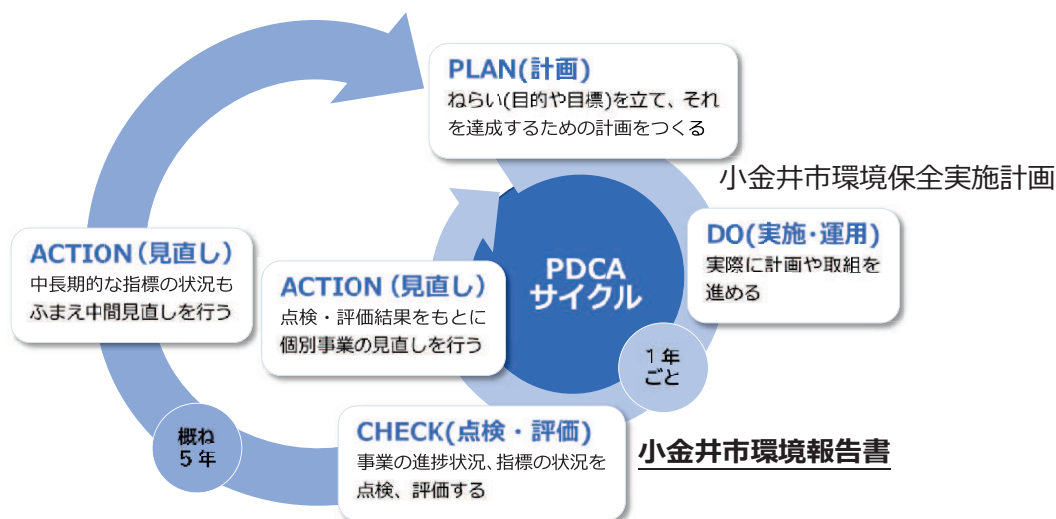 PLAN(計画)
ねらい(目的や目標)を立て、それ
を達成するための計画をつくる
小金井市環境保全実施計画
DO(実施・運用)
実際に計画や取組を
進める
PDCA
サイクル
ACTION（見直し）
中長期的な指標の状況も
ふまえ中間見直しを行う
ACTION（見直し）
点検・評価結果をもとに
個別事業の見直しを行う
1年
ごと
CHECK(点検・評価)
事業の進捗状況、指標の状況を
点検、評価する
小金井市環境報告書
概ね
5年